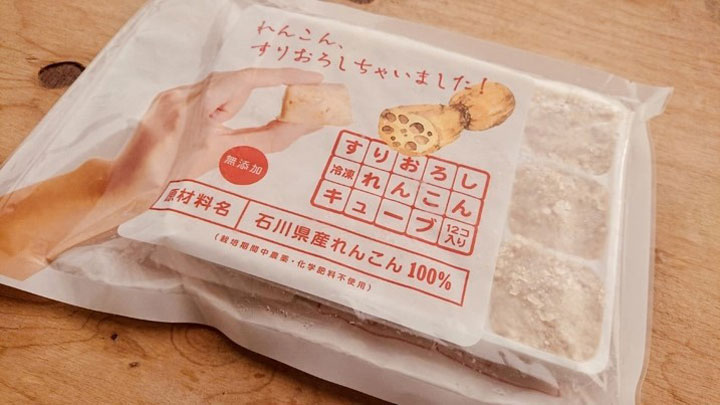 れんこん、
すりおろしちゃいました！
無添加
すりおろし
冷凍れんこん
キューブ12コ入り
原材料名 石川県産れんこん100%
（栽培期間中農薬・化学肥料不使用）